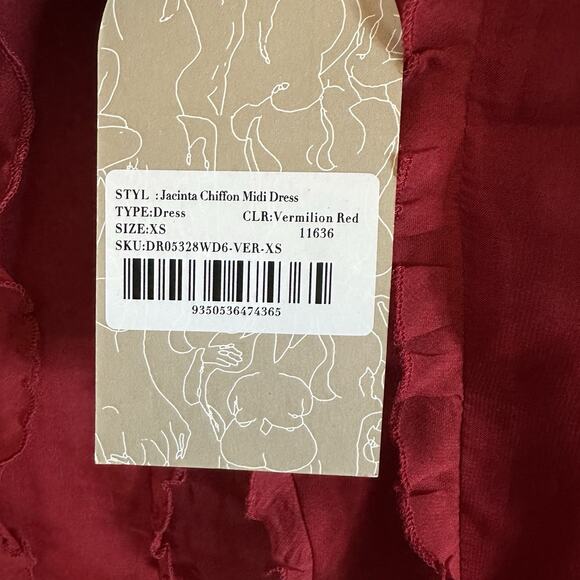 STYL :Jacinta Chiffon Midi Dress
TYPE:Dress CLR:Vermilion Red
SIZE:XS 11636
SKU:DR05328WD6-VER-XS
9350536474365